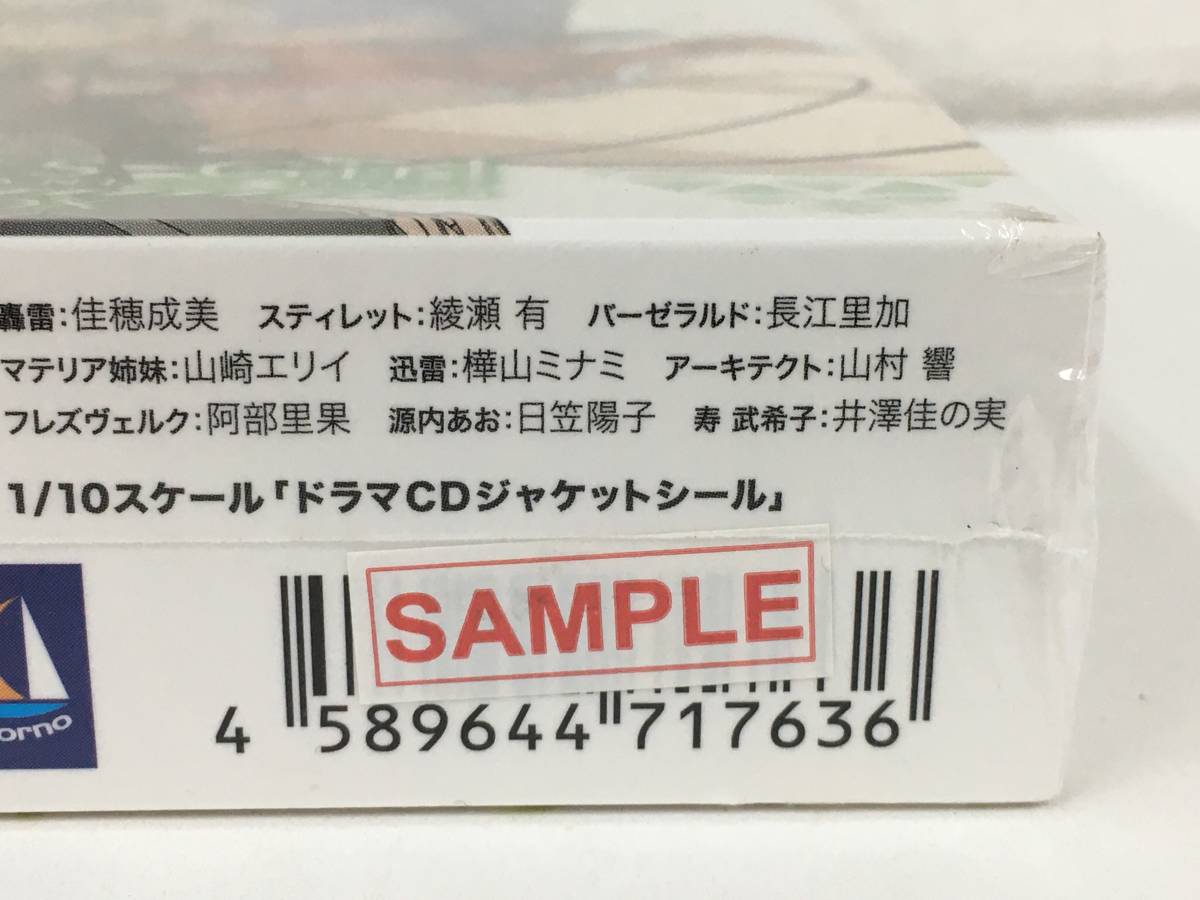 轟雷：佳穂成美　スティレット：綾瀬 有　バーゼラルド：長江里加
マテリア姉妹：山崎エリイ　迅雷：樺山ミナミ　アーキテクト：山村 響
フレズヴェルク：阿部里果　源内あお：日笠陽子　寿 武希子：井澤佳の実
1/10スケール「ドラマCDジャケットシール」
SAMPLE
orno
4 589644 717636